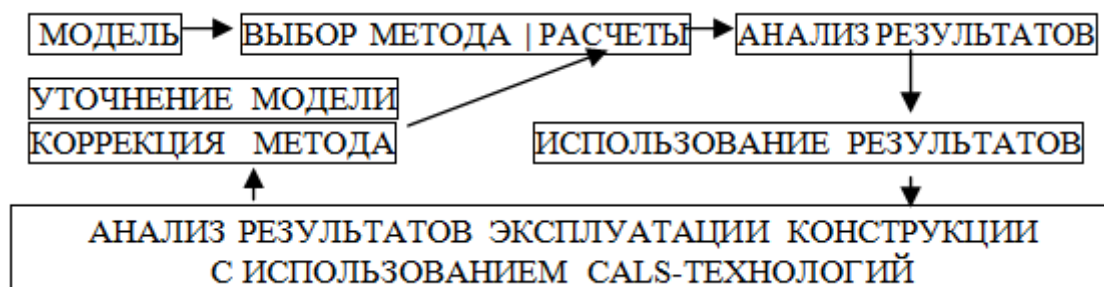 МОДЕЛЬ ВЫБОР МЕТОДА | РАСЧЕТЫ АНАЛИЗ РЕЗУЛЬТАТОВ
УТОЧНЕНИЕ МОДЕЛИ
КОРРЕКЦИЯ МЕТОДА ИСПОЛЬЗОВАНИЕ РЕЗУЛЬТАТОВ
АНАЛИЗ РЕЗУЛЬТАТОВ ЭКСПЛУАТАЦИИ КОНСТРУКЦИИ
С ИСПОЛЬЗОВАНИЕМ CALS-ТЕХНОЛОГИЙ